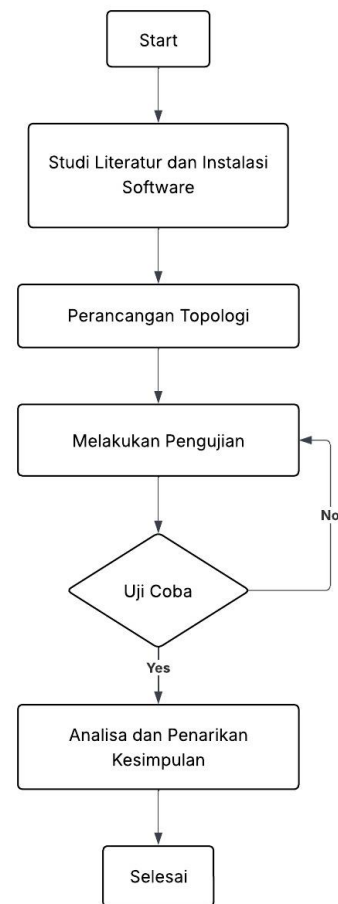 Start
Studi Literatur dan Instalasi
Software
Perancangan Topologi
Melakukan Pengujian
No
Uji Coba
Yes
Analisa dan Penarikan
Kesimpulan
Selesai